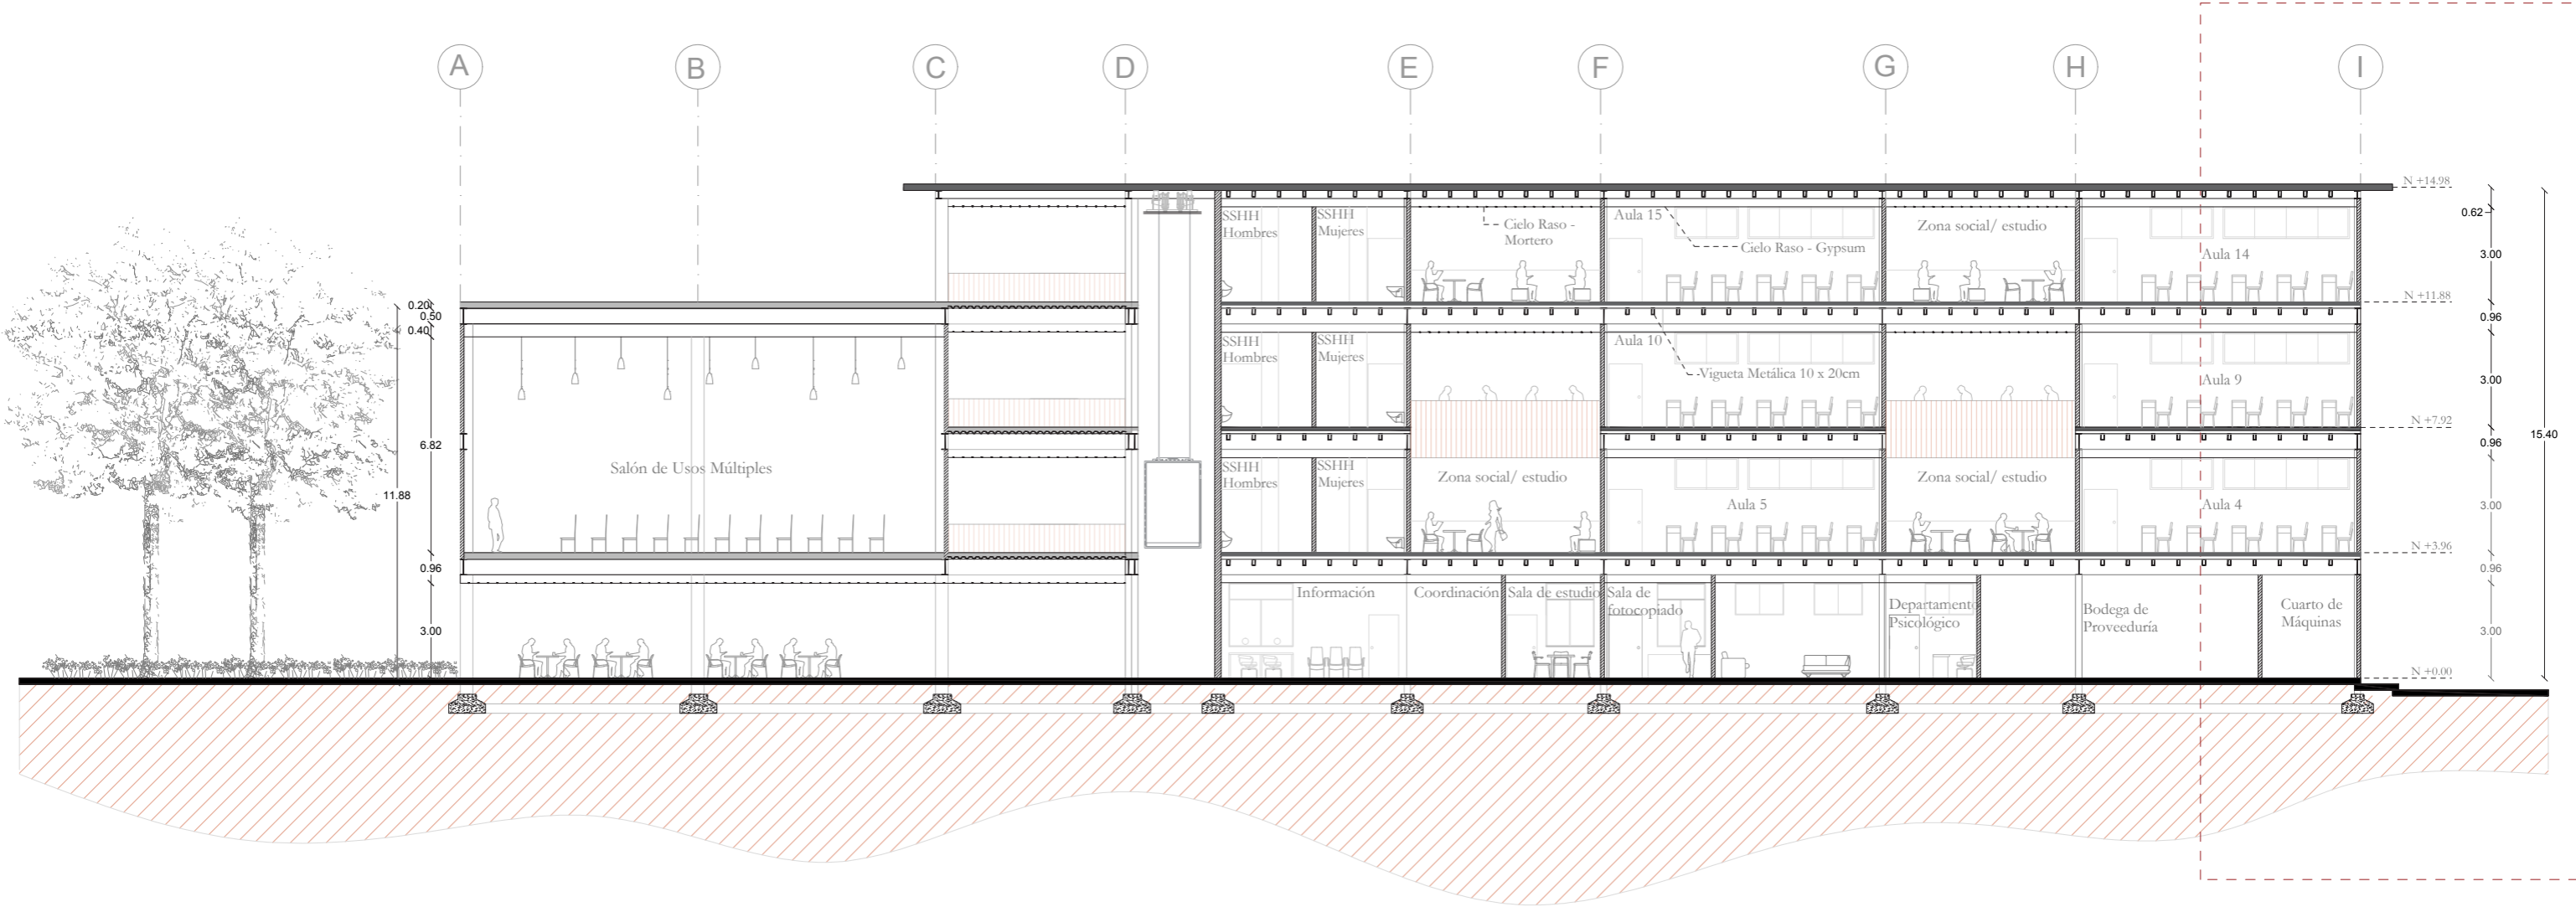 A
B
C
D
E
F
G
H
I
N +14.98
0.62
SSHH
Hombres
SSHH
Mujeres
Cielo Raso -
Mortero
Aula 15
Cielo Raso - Gypsum
Zona social/ estudio
Aula 14
3.00
N +11.88
0.20
0.50
0.40
0.96
SSHH
Hombres
SSHH
Mujeres
Aula 10
Vigueta Metálica 10 x 20cm
Aula 9
3.00
N +7.92
6.82
0.96
15.40
Salón de Usos Múltiples
SSHH
Hombres
SSHH
Mujeres
Zona social/ estudio
Aula 5
Zona social/ estudio
Aula 4
3.00
11.88
N +3.96
0.96
0.96
Información
Coordinación
Sala de estudio
Sala de
fotocopiado
Departamento
Psicológico
Bodega de
Proveeduría
Cuarto de
Máquinas
3.00
3.00
N +0.00